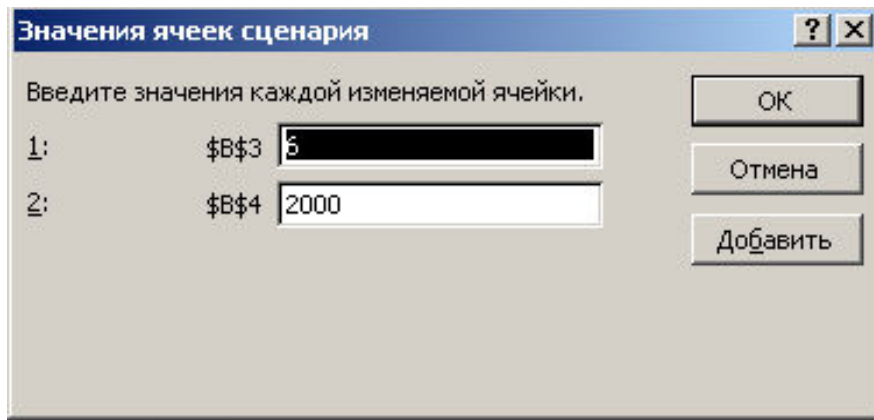 Значения ячеек сценария ? X
Введите значения каждой изменяемой ячейки.
OK
1: $B$3 6
Отмена
2: $B$4 2000
Добавить